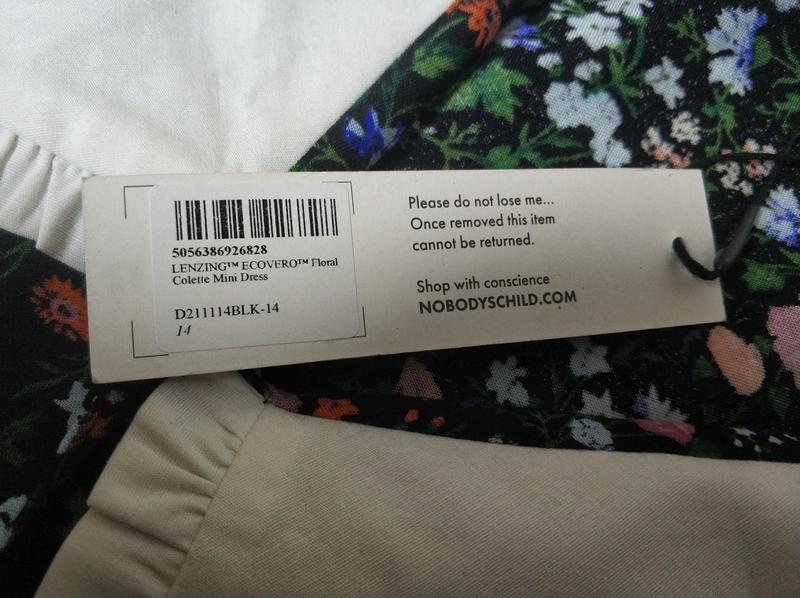 5056386926828
LENZING™ ECOVERO™ Floral
Colette Mini Dress
D211114BLK-14
14
Please do not lose me...
Once removed this item
cannot be returned.
Shop with conscience
NOBODYSCHILD.COM